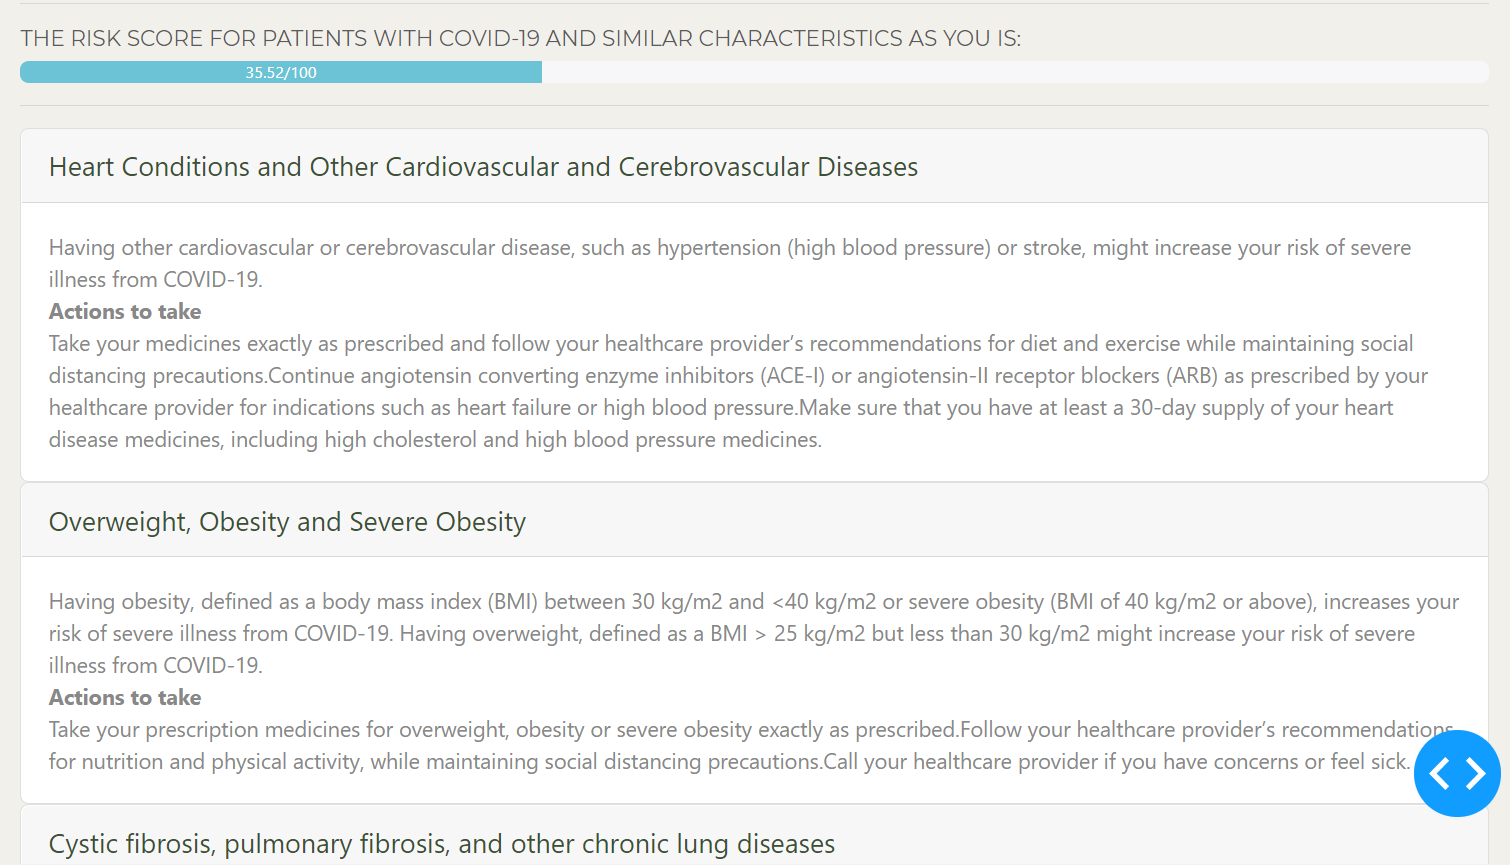 THE RISK SCORE FOR PATIENTS WITH COVID-19 AND SIMILAR CHARACTERISTICS AS YOU IS:
35.52/100
Heart Conditions and Other Cardiovascular and Cerebrovascular Diseases
Having other cardiovascular or cerebrovascular disease, such as hypertension (high blood pressure) or stroke, might increase your risk of severe
illness from COVID-19.
Actions to take
Take your medicines exactly as prescribed and follow your healthcare provider’s recommendations for diet and exercise while maintaining social
distancing precautions.Continue angiotensin converting enzyme inhibitors (ACE-I) or angiotensin-II receptor blockers (ARB) as prescribed by your
healthcare provider for indications such as heart failure or high blood pressure.Make sure that you have at least a 30-day supply of your heart
disease medicines, including high cholesterol and high blood pressure medicines.
Overweight, Obesity and Severe Obesity
Having obesity, defined as a body mass index (BMI) between 30 kg/m2 and <40 kg/m2 or severe obesity (BMI of 40 kg/m2 or above), increases your
risk of severe illness from COVID-19. Having overweight, defined as a BMI > 25 kg/m2 but less than 30 kg/m2 might increase your risk of severe
illness from COVID-19.
Actions to take
Take your prescription medicines for overweight, obesity or severe obesity exactly as prescribed.Follow your healthcare provider’s recommendations
for nutrition and physical activity, while maintaining social distancing precautions.Call your healthcare provider if you have concerns or feel sick.
Cystic fibrosis, pulmonary fibrosis, and other chronic lung diseases